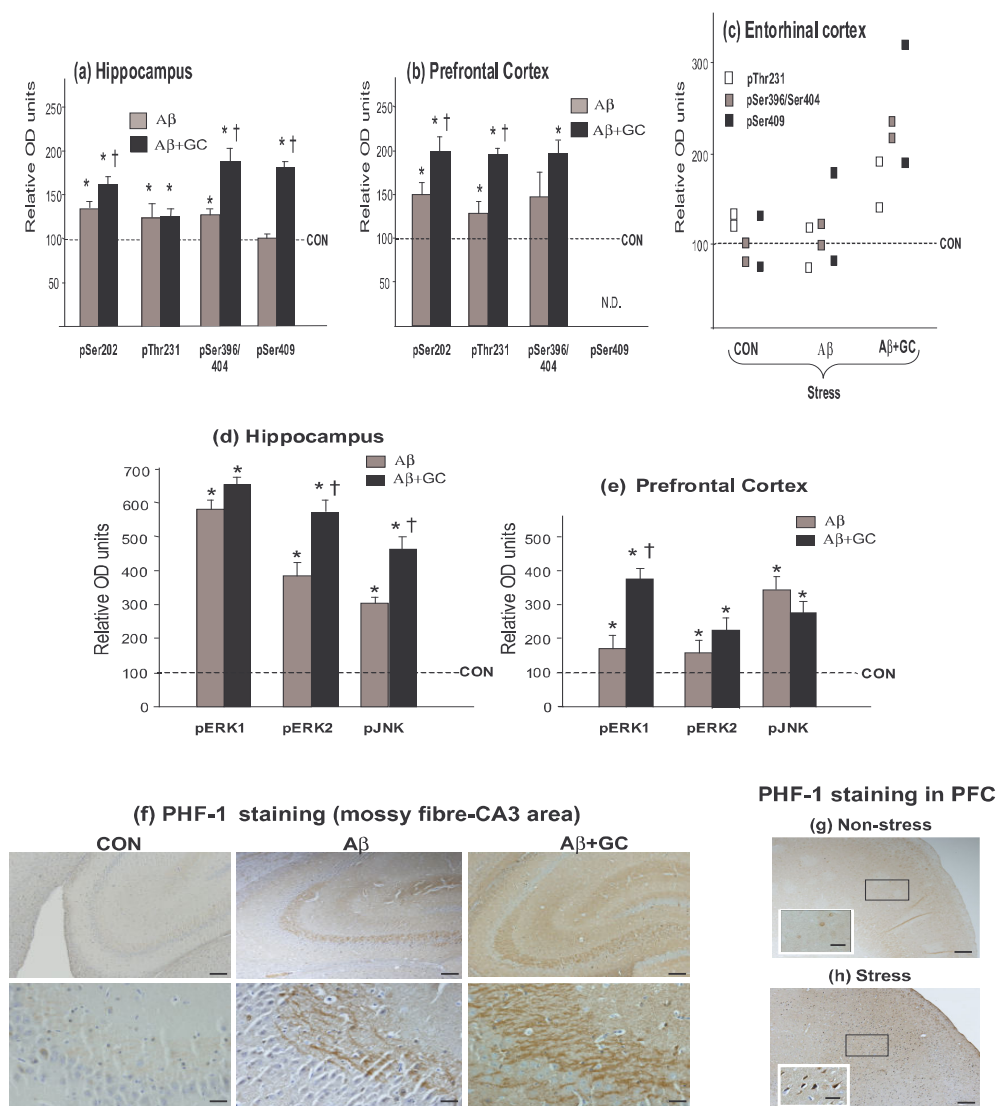 (a) Hippocampus
Relative OD units
250
200
150
100
50
Aβ
Aβ+GC
* *† * * * *† *†
CON
pSer202 pThr231 pSer396/ pSer409
404
(b) Prefrontal Cortex
Relative OD units
250
200
150
100
50
Aβ
Aβ+GC
* *† * *† *
CON
N.D.
pSer202 pThr231 pSer396/ pSer409
404
(c) Entorhinal cortex
Relative OD units
300
200
100
pThr231
pSer396/Ser404
pSer409
CON
CON Aβ Aβ+GC
Stress
(d) Hippocampus
Relative OD units
700
600
500
400
300
200
100
0
Aβ
Aβ+GC
* * * *† * *†
CON
pERK1 pERK2 pJNK
(e) Prefrontal Cortex
Relative OD units
500
400
300
200
100
0
Aβ
Aβ+GC
* *† * * * *
CON
pERK1 pERK2 pJNK
(f) PHF-1 staining (mossy fibre-CA3 area)
CON Aβ Aβ+GC
PHF-1 staining in PFC
(g) Non-stress
(h) Stress